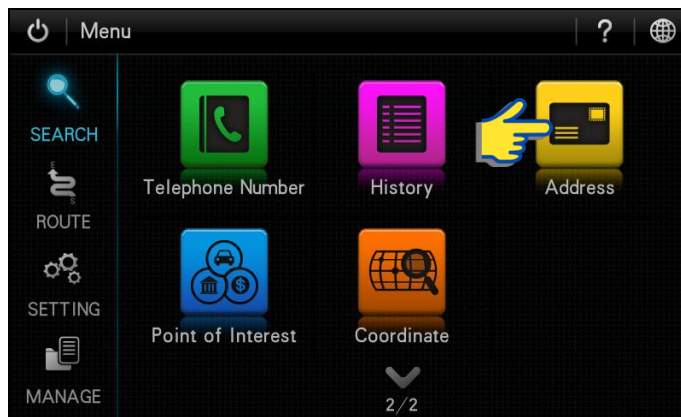 Menu
?
SEARCH
ROUTE
SETTING
MANAGE
Telephone Number
History
Address
Point of Interest
Coordinate
2/2